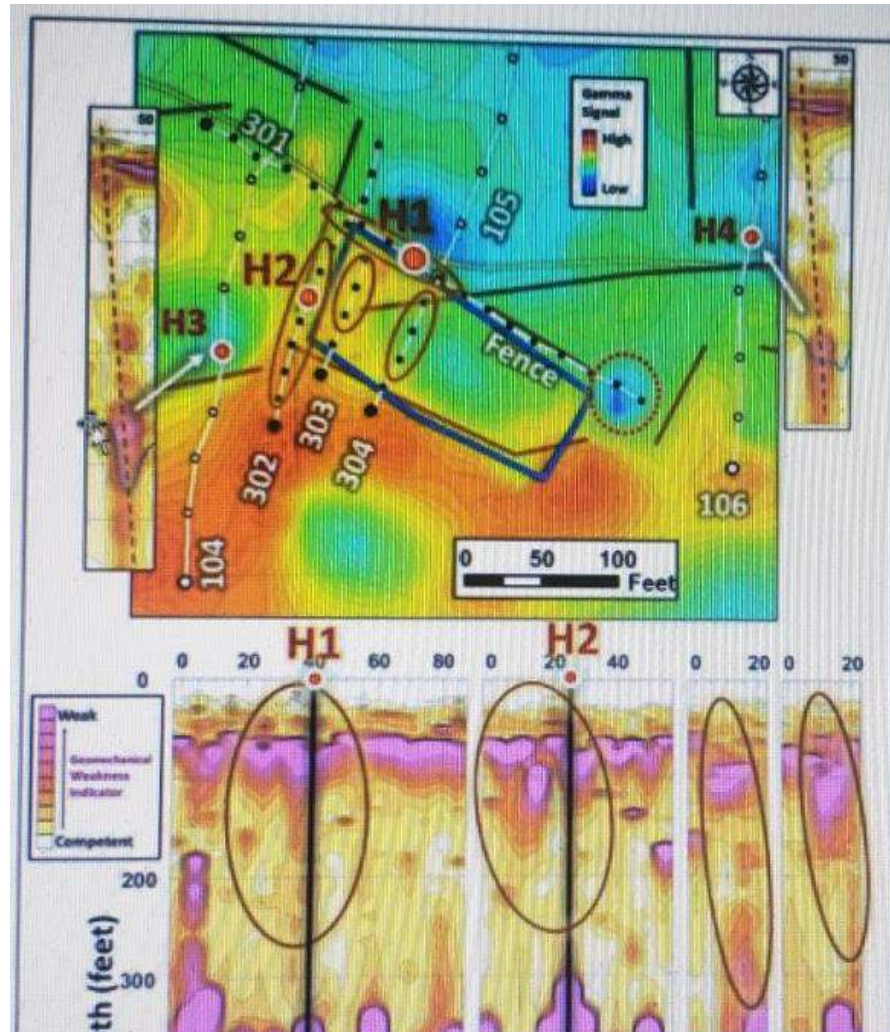 50
50
Gamma
Signal
High
Low
301
105
H1
H2
H3
H4
Fence
302
303
304
104
106
0 50 100
Feet
H1
H2
0 20 40 60 80
0 20 40
0 20
0 20
0
Weak
Geomechanical
Weakness
Indicator
Competent
200
300
th (feet)